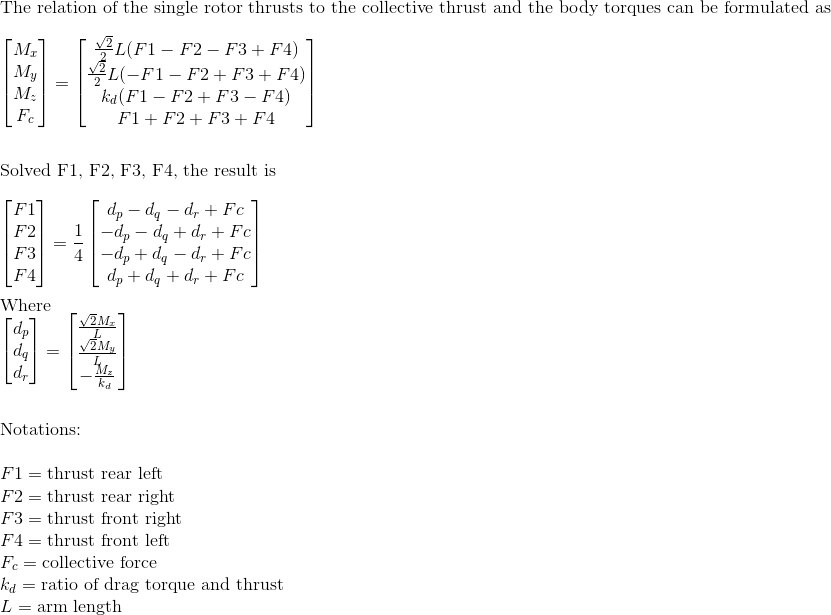 The relation of the single rotor thrusts to the collective thrust and the body torques can be formulated as
\begin{bmatrix} M_x \\ M_y \\ M_z \\ F_c \end{bmatrix} = \begin{bmatrix} \frac{\sqrt{2}}{2}L(F1 - F2 - F3 + F4) \\ \frac{\sqrt{2}}{2}L(-F1 - F2 + F3 + F4) \\ k_d(F1 - F2 + F3 - F4) \\ F1 + F2 + F3 + F4 \end{bmatrix}
Solved F1, F2, F3, F4, the result is
\begin{bmatrix} F1 \\ F2 \\ F3 \\ F4 \end{bmatrix} = \frac{1}{4} \begin{bmatrix} d_p - d_q - d_r + Fc \\ -d_p - d_q + d_r + Fc \\ -d_p + d_q - d_r + Fc \\ d_p + d_q + d_r + Fc \end{bmatrix}
Where
\begin{bmatrix} d_p \\ d_q \\ d_r \end{bmatrix} = \begin{bmatrix} \frac{\sqrt{2}M_x}{L} \\ \frac{\sqrt{2}M_y}{L} \\ -\frac{M_z}{k_d} \end{bmatrix}
Notations:
F1 = thrust rear left
F2 = thrust rear right
F3 = thrust front right
F4 = thrust front left
F_c = collective force
k_d = ratio of drag torque and thrust
L = arm length